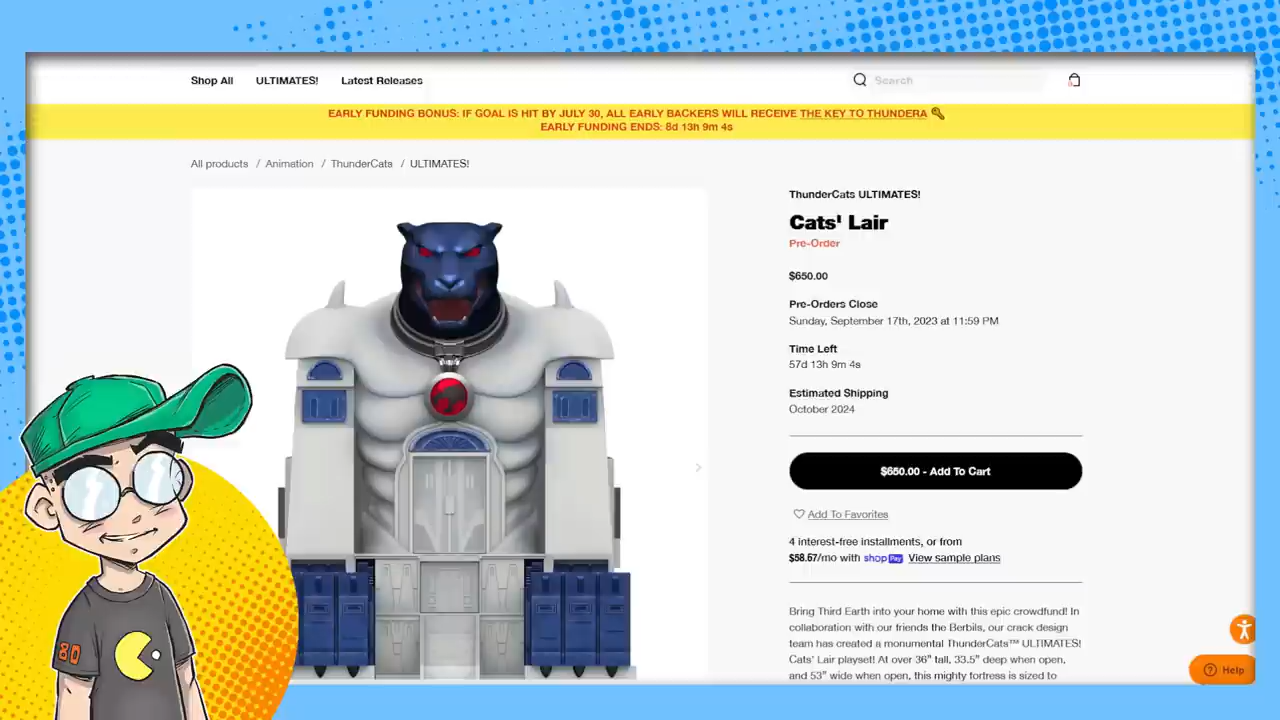 Shop All ULTIMATES! Latest Releases Search
EARLY FUNDING BONUS: IF GOAL IS HIT BY JULY 30, ALL EARLY BACKERS WILL RECEIVE THE KEY TO THUNDERA
EARLY FUNDING ENDS: 8d 13h 9m 4s
All products / Animation / ThunderCats / ULTIMATES!
ThunderCats ULTIMATES!
Cats' Lair
Pre-Order
$650.00
Pre-Orders Close
Sunday, September 17th, 2023 at 11:59 PM
Time Left
57d 13h 9m 4s
Estimated Shipping
October 2024
$650.00 - Add To Cart
Add To Favorites
4 interest-free installments, or from
$58.67/mo with shop Pay View sample plans
Bring Third Earth into your home with this epic crowdfund! In
collaboration with our friends the Berbils, our crack design
team has created a monumental ThunderCats™ ULTIMATES!
Cats' Lair playset! At over 36" tall, 33.5" deep when open,
and 53" wide when open, this mighty fortress is sized to
Help
80